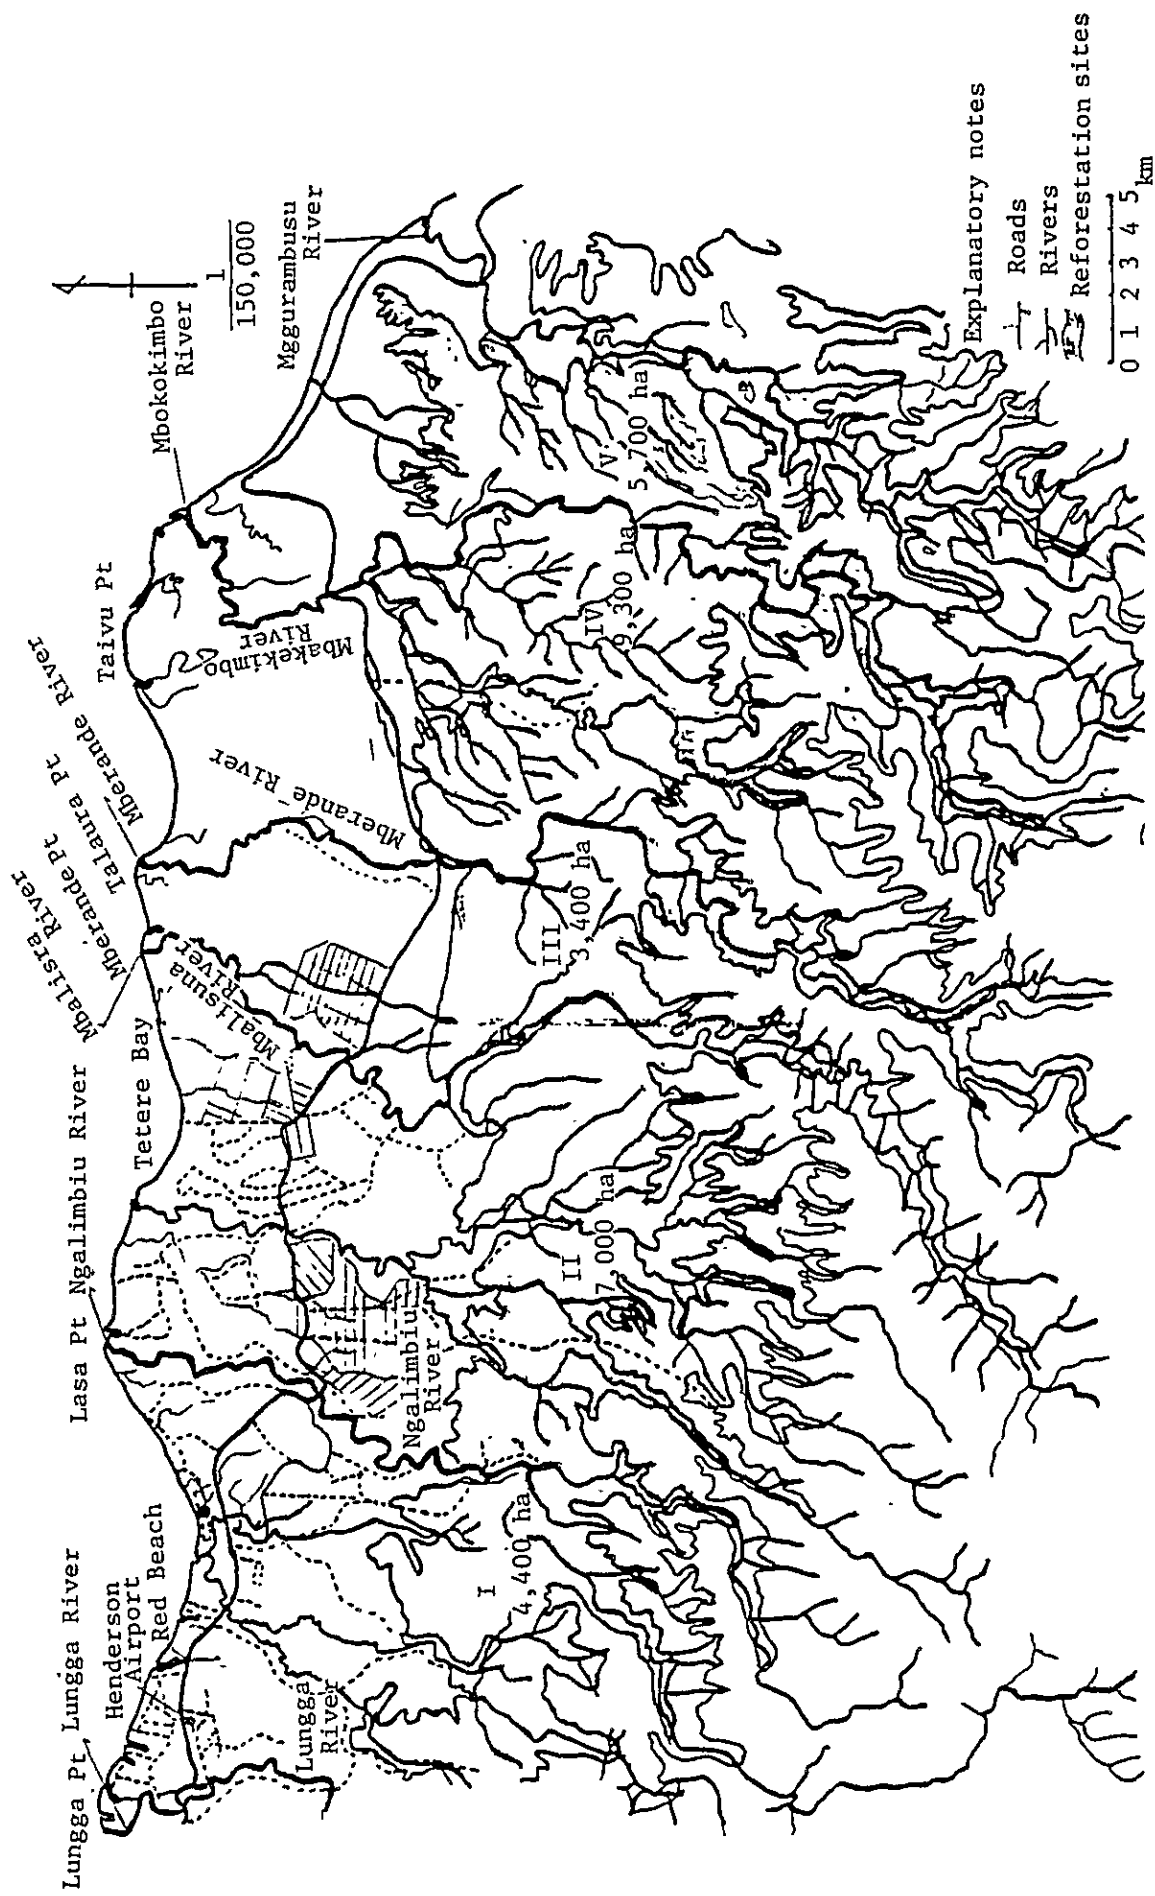 Lungga Pt
Lungga River
Henderson
Airport
Red Beach
Lasa Pt
Ngalimbiu River
Tetere Bay
Mbalisra River
Mberande Pt
Talaura Pt
Mberande River
Taivu Pt
Mbokokimbo
River
1
150,000
Mggurambusu
River
Lungga
River
Ngalimbiu
River
Mbalisuna
River
Mberande River
Mbakekimbo
River
I
4,400 ha
II
7,000 ha
III
3,400 ha
IV
9,300 ha
V
5,700 ha
Explanatory notes
Roads
Rivers
Reforestation sites
0 1 2 3 4 5
km